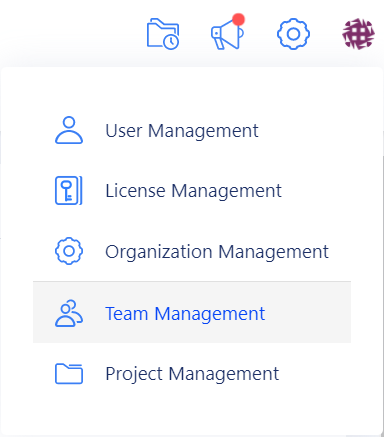 User Management
License Management
Organization Management
Team Management
Project Management